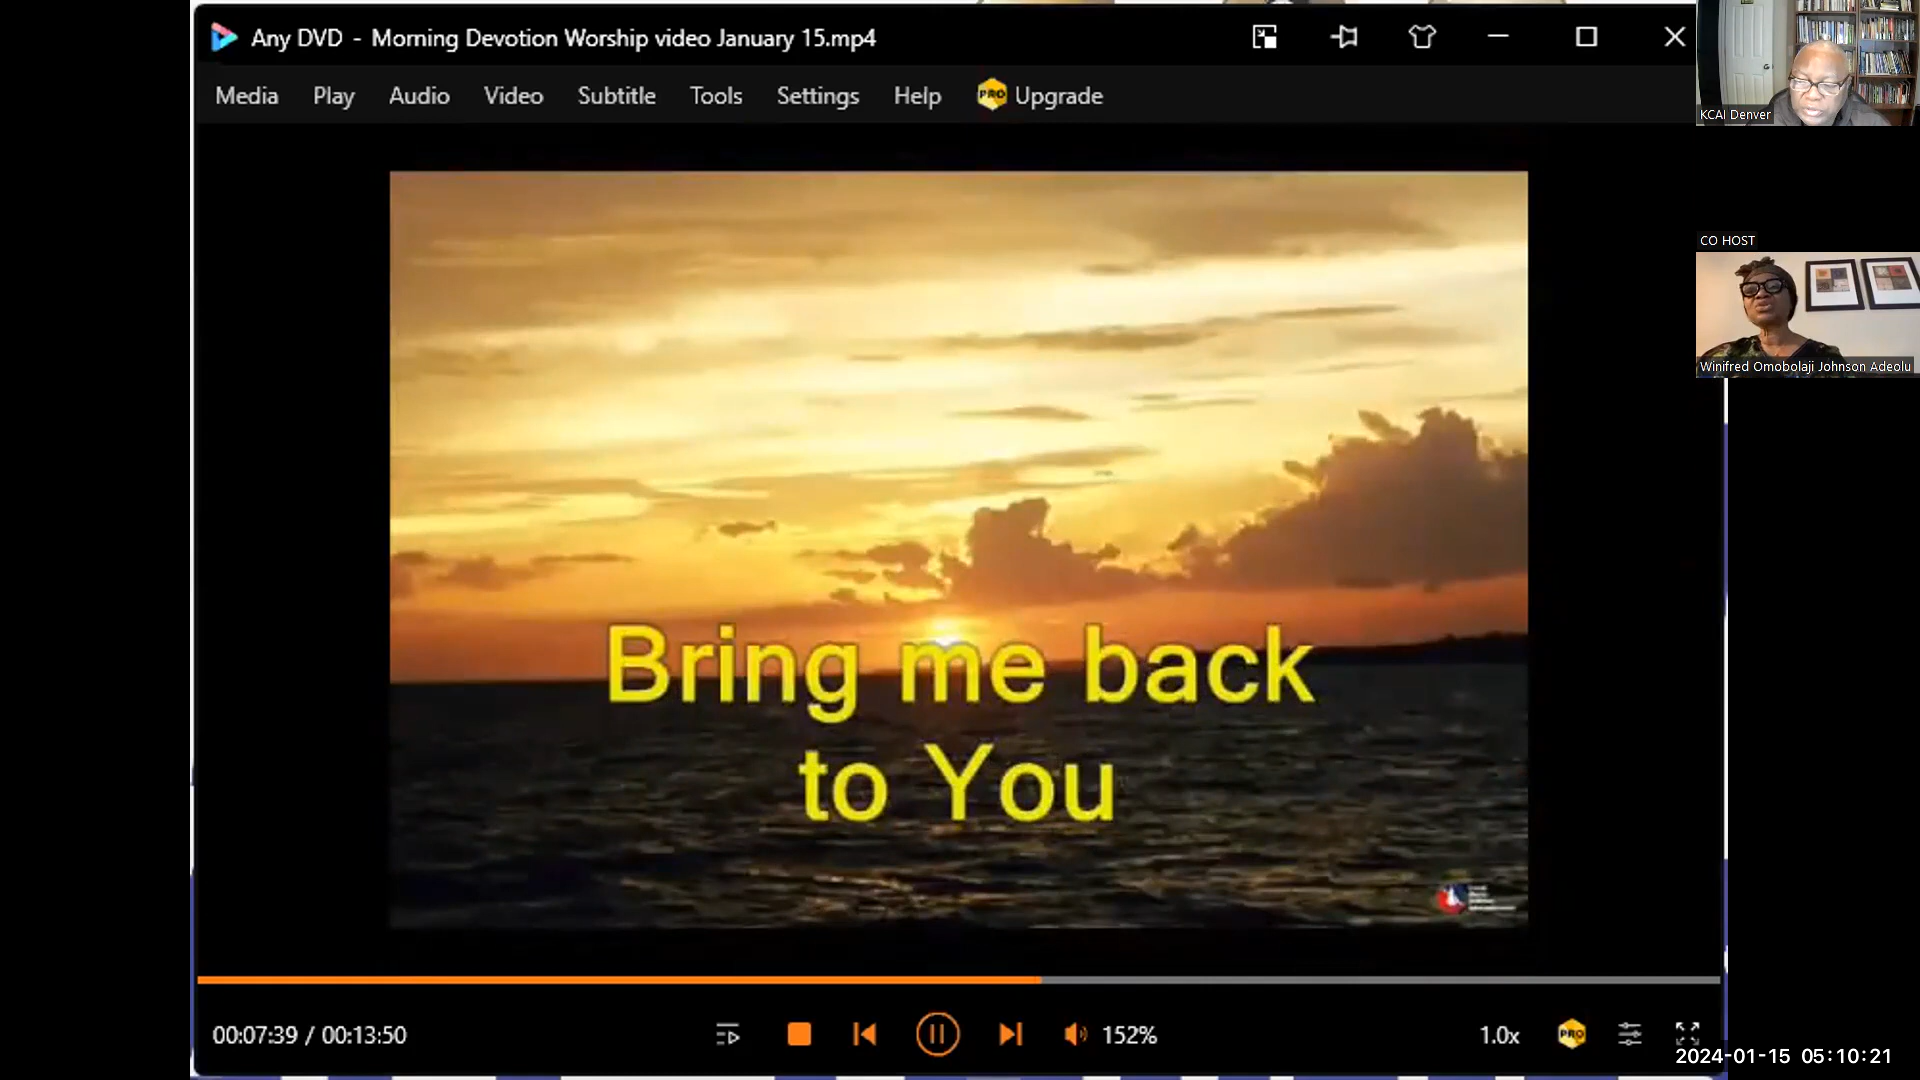 Any DVD - Morning Devotion Worship video January 15.mp4
Media Play Audio Video Subtitle Tools Settings Help PRO Upgrade
KCAI Denver
CO HOST
Winifred Omobolaji Johnson Adeolu
Bring me back
to You
00:07:39 / 00:13:50
152%
1.0x
PRO
2024-01-15 05:10:21